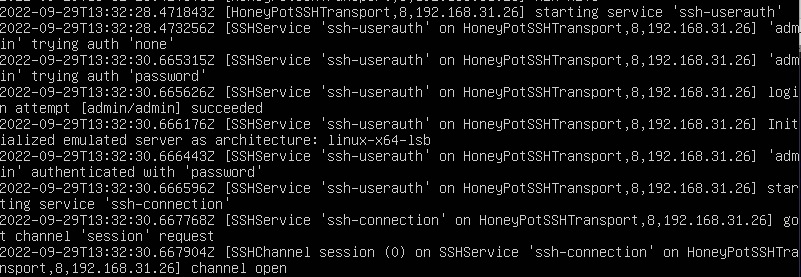 2022-09-29T13:32:28.471843Z [HoneyPotSSHTransport,8,192.168.31.26] starting service 'ssh-userauth'
2022-09-29T13:32:28.473256Z [SSHService 'ssh-userauth' on HoneyPotSSHTransport,8,192.168.31.26] 'adm
in' trying auth 'none'
2022-09-29T13:32:30.665315Z [SSHService 'ssh-userauth' on HoneyPotSSHTransport,8,192.168.31.26] 'adm
in' trying auth 'password'
2022-09-29T13:32:30.665626Z [SSHService 'ssh-userauth' on HoneyPotSSHTransport,8,192.168.31.26] logi
n attempt [admin/admin] succeeded
2022-09-29T13:32:30.666176Z [SSHService 'ssh-userauth' on HoneyPotSSHTransport,8,192.168.31.26] Init
ialized emulated server as architecture: linux-x64-lsb
2022-09-29T13:32:30.666443Z [SSHService 'ssh-userauth' on HoneyPotSSHTransport,8,192.168.31.26] 'adm
in' authenticated with 'password'
2022-09-29T13:32:30.666596Z [SSHService 'ssh-userauth' on HoneyPotSSHTransport,8,192.168.31.26] star
ting service 'ssh-connection'
2022-09-29T13:32:30.667768Z [SSHService 'ssh-connection' on HoneyPotSSHTransport,8,192.168.31.26] go
t channel 'session' request
2022-09-29T13:32:30.667904Z [SSHChannel session (0) on SSHService 'ssh-connection' on HoneyPotSSHTra
nsport,8,192.168.31.26] channel open